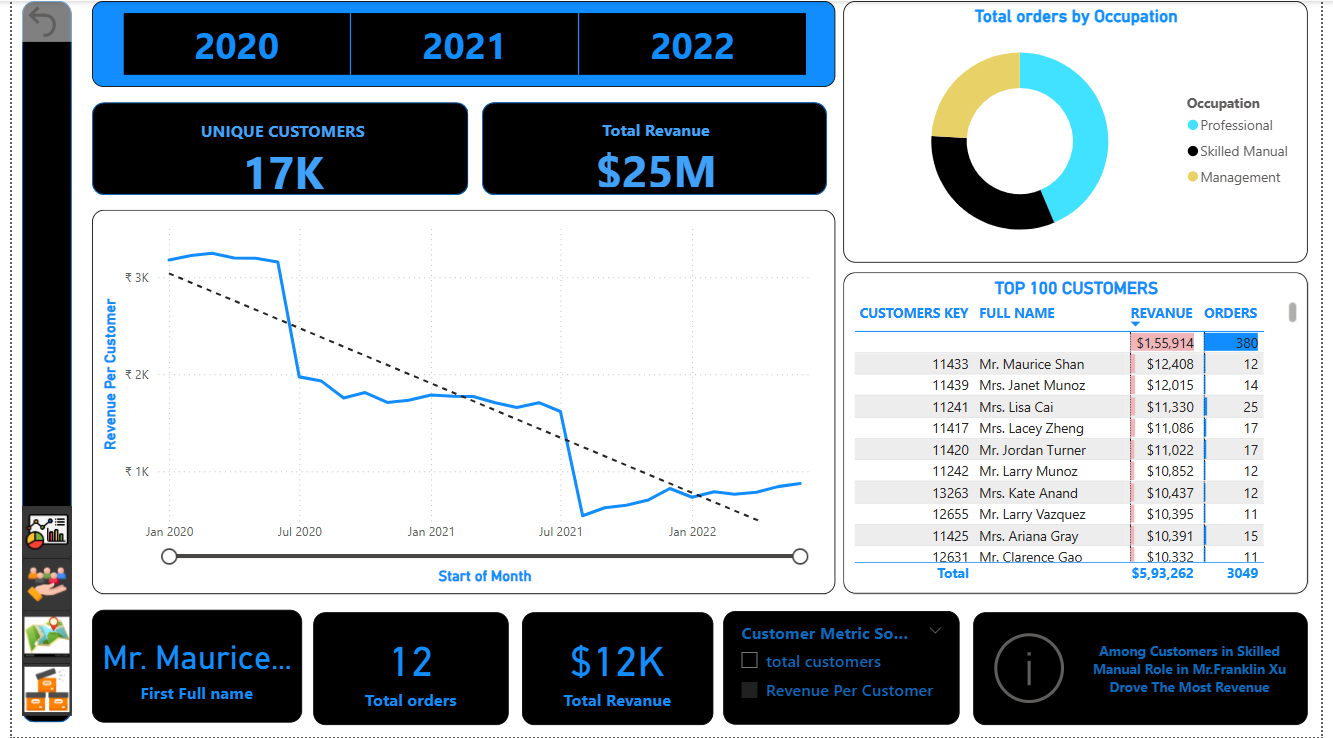 2020 2021 2022
UNIQUE CUSTOMERS
17K
Total Revanue
$25M
Total orders by Occupation
Occupation
Professional
Skilled Manual
Management
Revenue Per Customer
₹ 3K
₹ 2K
₹ 1K
Jan 2020 Jul 2020 Jan 2021 Jul 2021 Jan 2022
Start of Month
TOP 100 CUSTOMERS
CUSTOMERS KEY FULL NAME REVANUE ORDERS
$1,55,914 380
11433 Mr. Maurice Shan $12,408 12
11439 Mrs. Janet Munoz $12,015 14
11241 Mrs. Lisa Cai $11,330 25
11417 Mrs. Lacey Zheng $11,086 17
11420 Mr. Jordan Turner $11,022 17
11242 Mr. Larry Munoz $10,852 12
13263 Mrs. Kate Anand $10,437 12
12655 Mr. Larry Vazquez $10,395 11
11425 Mrs. Ariana Gray $10,391 15
12631 Mr. Clarence Gao $10,332 11
Total $5,93,262 3049
Mr. Maurice...
First Full name
12
Total orders
$12K
Total Revanue
Customer Metric So...
total customers
Revenue Per Customer
Among Customers in Skilled
Manual Role in Mr.Franklin Xu
Drove The Most Revenue